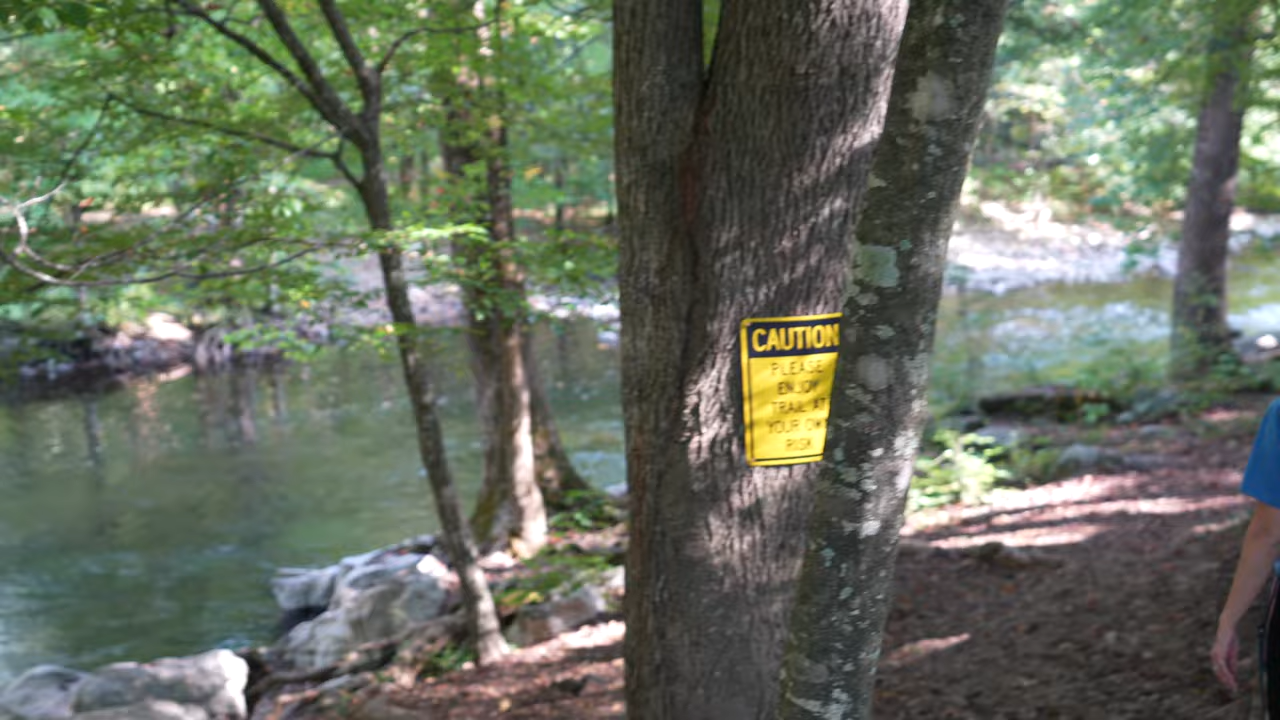 CAUTION
PLEASE
ENJOY
TRAIL AT
YOUR OWN
RISK